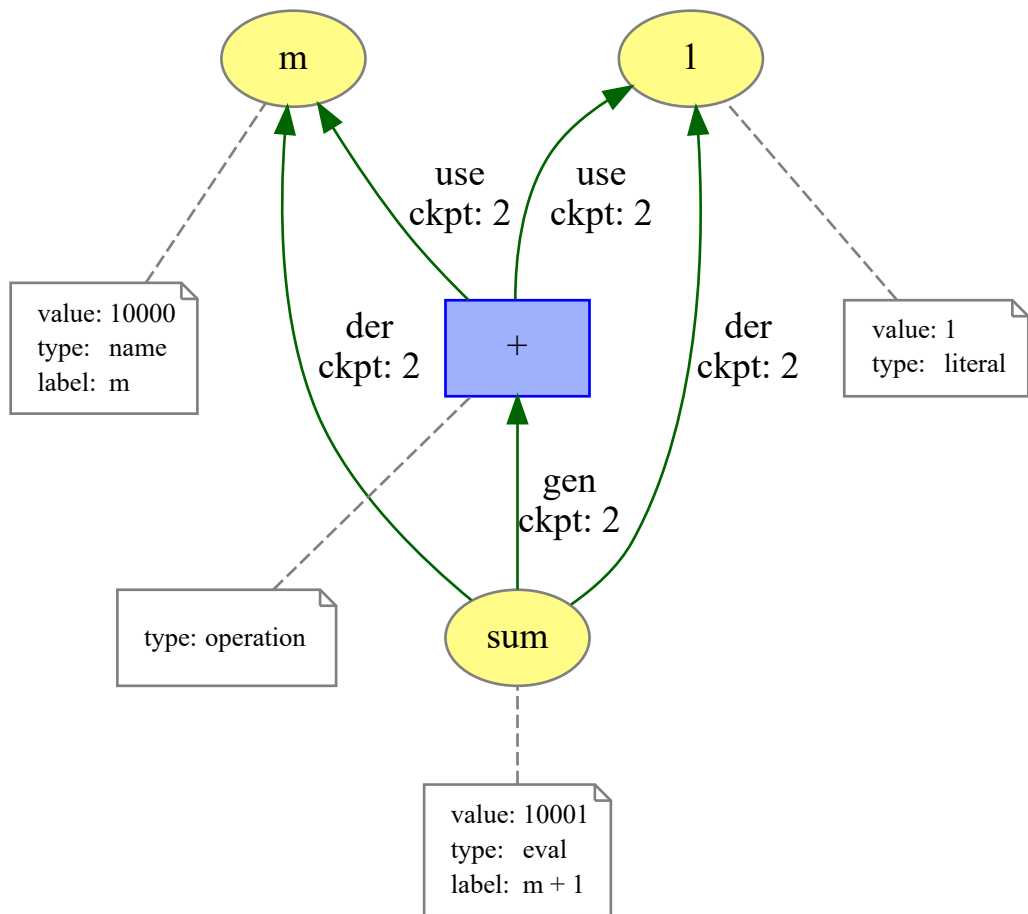 m
1
use
ckpt: 2
use
ckpt: 2
value: 10000
type: name
label: m
der
ckpt: 2
+
der
ckpt: 2
value: 1
type: literal
gen
ckpt: 2
type: operation
sum
value: 10001
type: eval
label: m + 1